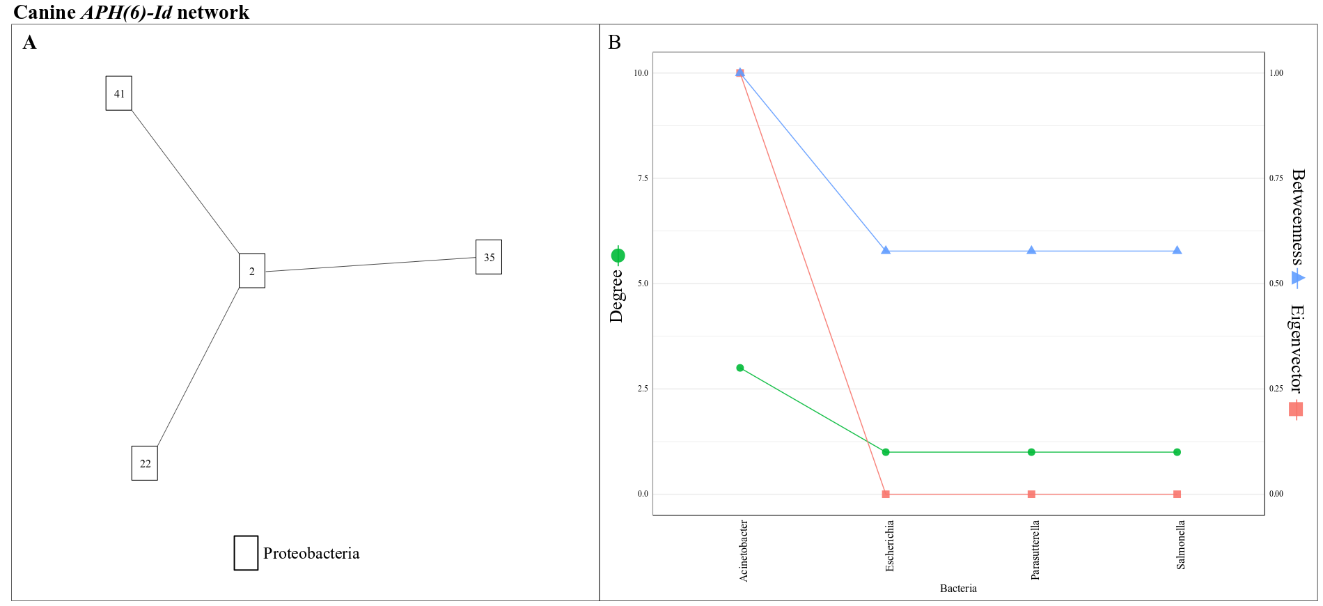 Canine APH(6)-Id network
A
41
2
35
22
Proteobacteria
B
10.0
7.5
5.0
2.5
0.0
Degree
1.00
0.75
0.50
0.25
0.00
Betweenness
Eigenvector
Acinetobacter
Escherichia
Parasutterella
Salmonella
Bacteria